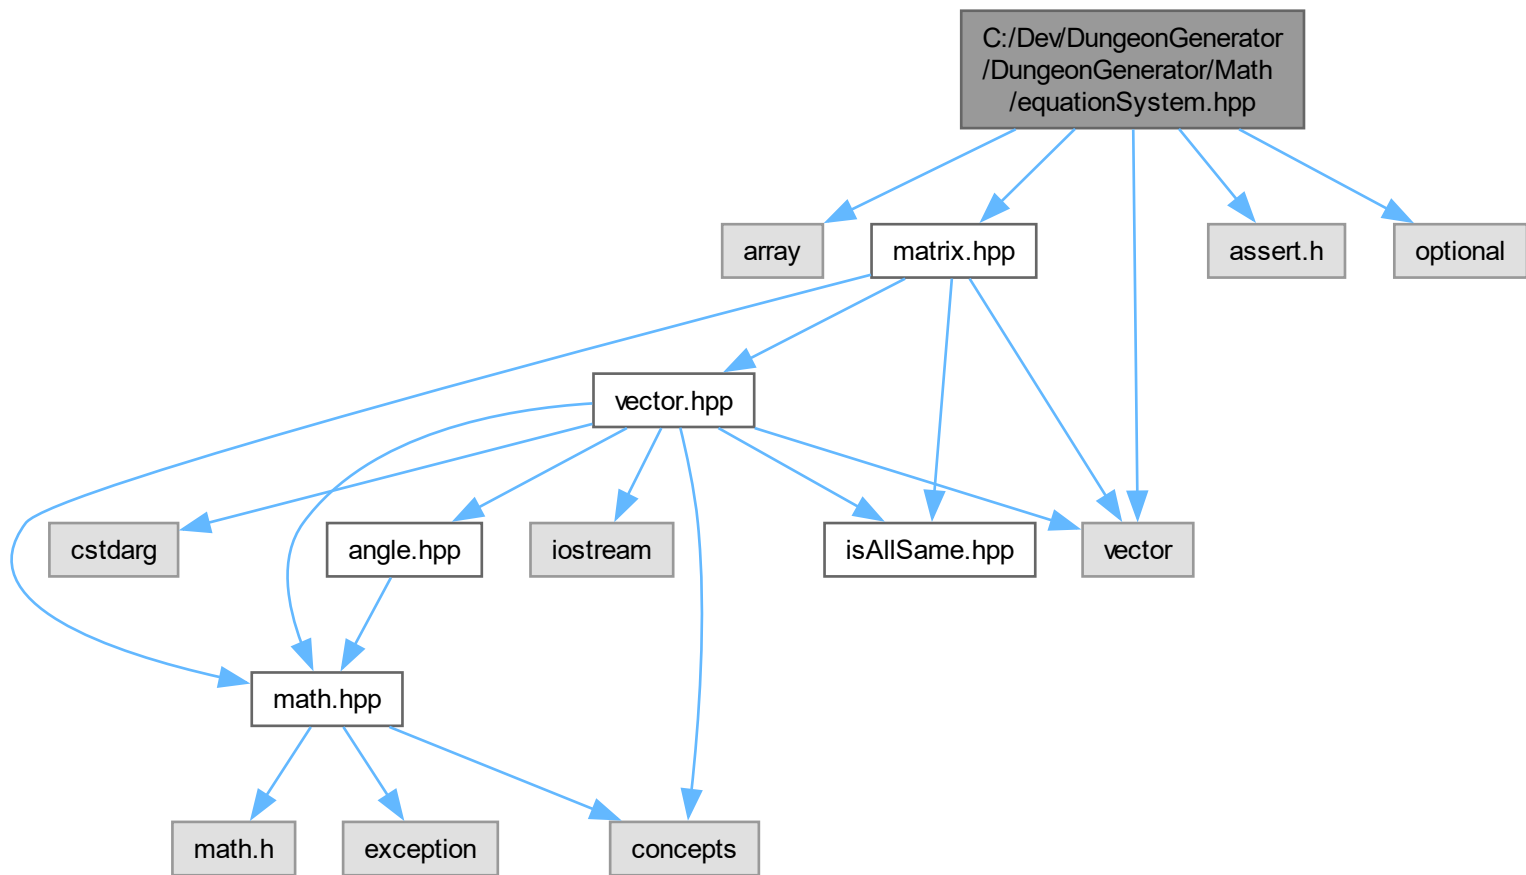 C:/Dev/DungeonGenerator
/DungeonGenerator/Math
/equationSystem.hpp
array
matrix.hpp
assert.h
optional
vector.hpp
cstdarg
angle.hpp
iostream
isAllSame.hpp
vector
math.hpp
math.h
exception
concepts